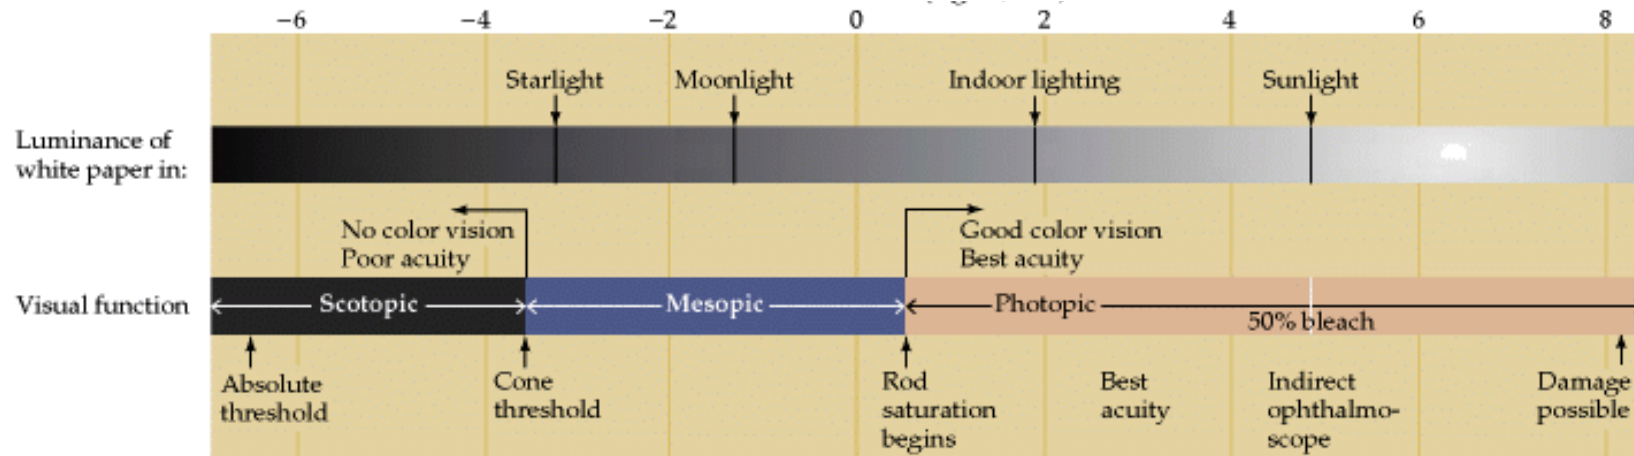 −6 −4 −2 0 2 4 6 8
Starlight Moonlight Indoor lighting Sunlight
Luminance of
white paper in:
No color vision
Poor acuity
Good color vision
Best acuity
Visual function
Scotopic Mesopic Photopic
50% bleach
Absolute
threshold
Cone
threshold
Rod
saturation
begins
Best
acuity
Indirect
ophthalmo-
scope
Damage
possible